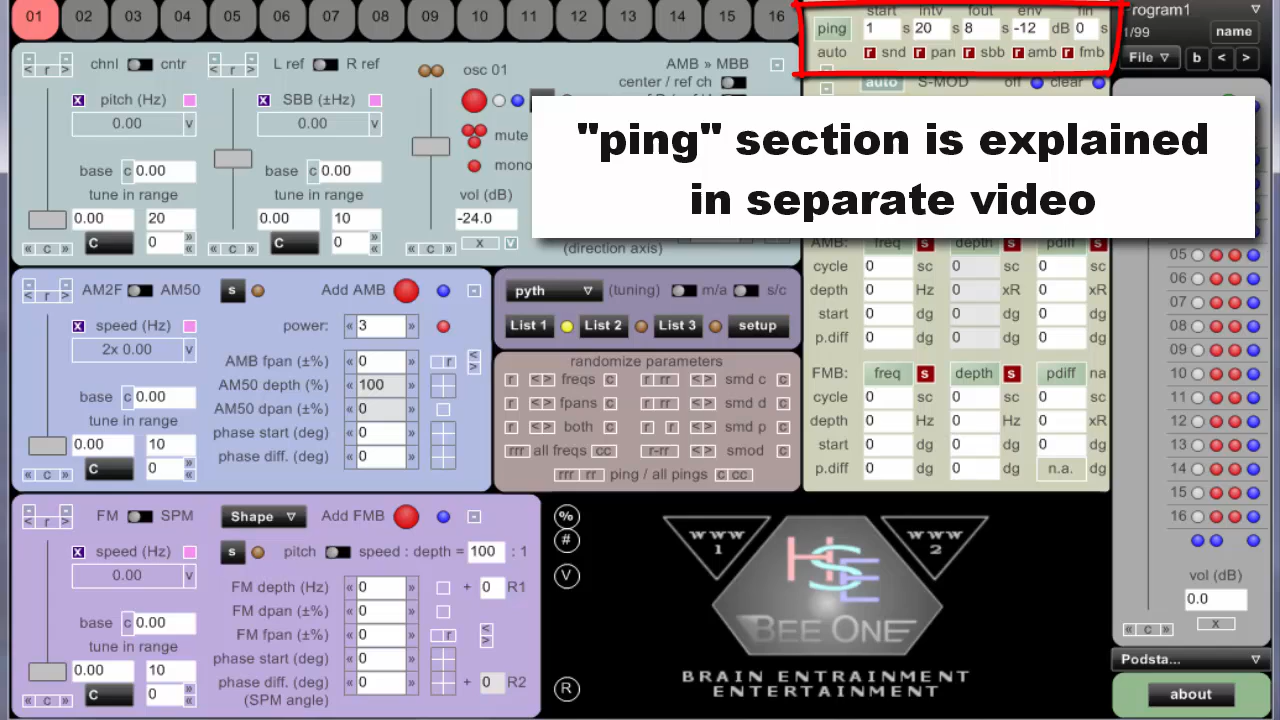 01 02 03 04 05 06 07 08 09 10 11 12 13 14 15 16
start intv fout env fin
ping 1 s 20 s 8 s -12 dB 0 s
auto r snd r pan r sbb r amb r fmb
rogram1
1/99 name
File b < >
< r > chnl cntr < r > L ref R ref
osc 01
AMB » MBB
center / ref ch
auto S-MOD off clear
x pitch (Hz) x SBB (±Hz)
0.00 v 0.00 v
mute
mono
base c 0.00 base c 0.00
tune in range tune in range
vol (dB)
0.00 20 0.00 10 -24.0
C 0 C 0
« c » « c » « c » x v
(direction axis)
"ping" section is explained
in separate video
AMB: freq s depth s pdiff s
cycle 0 sc 0 sc 0 sc
depth 0 Hz 0 xR 0 xR
start 0 dg 0 dg 0 dg
p.diff 0 dg 0 dg 0 dg
FMB: freq s depth s pdiff na
cycle 0 sc 0 sc 0 sc
depth 0 Hz 0 Hz 0 xR
start 0 dg 0 dg 0 dg
p.diff 0 dg 0 dg n.a. dg
< r > AM2F AM50 s Add AMB
x speed (Hz)
2x 0.00 v
power: « 3 »
base c 0.00
tune in range
0.00 10
C 0
« c »
AMB fpan (±%) « 0 » r < >
AM50 depth (%) « 100 »
AM50 dpan (±%) « 0 »
phase start (deg) « 0 »
phase diff. (deg) « 0 »
pyth (tuning) m/a s/c
List 1 List 2 List 3 setup
randomize parameters
r < > freqs c r rr < > smd c c
r < > fpans c r rr < > smd d c
r < > both c r r < > smd p c
rrr all freqs cc r-rr < > smod c
rrr rr ping / all pings c cc
< r > FM SPM Shape Add FMB
x speed (Hz)
0.00 v
s pitch speed : depth = 100 : 1
base c 0.00
tune in range
0.00 10
C 0
« c »
FM depth (Hz) « 0 » + 0 R1
FM dpan (±%) « 0 »
FM fpan (±%) « 0 » r < >
phase start (deg) « 0 »
phase diff. (deg) « 0 » + 0 R2
(SPM angle)
%
#
V
R
WWW 1
WWW 2
HSE
BEE ONE
BRAIN ENTRAINMENT
ENTERTAINMENT
05
06
07
08
09
10
11
12
13
14
15
16
vol (dB)
0.0
« c » x
Podsta...
about